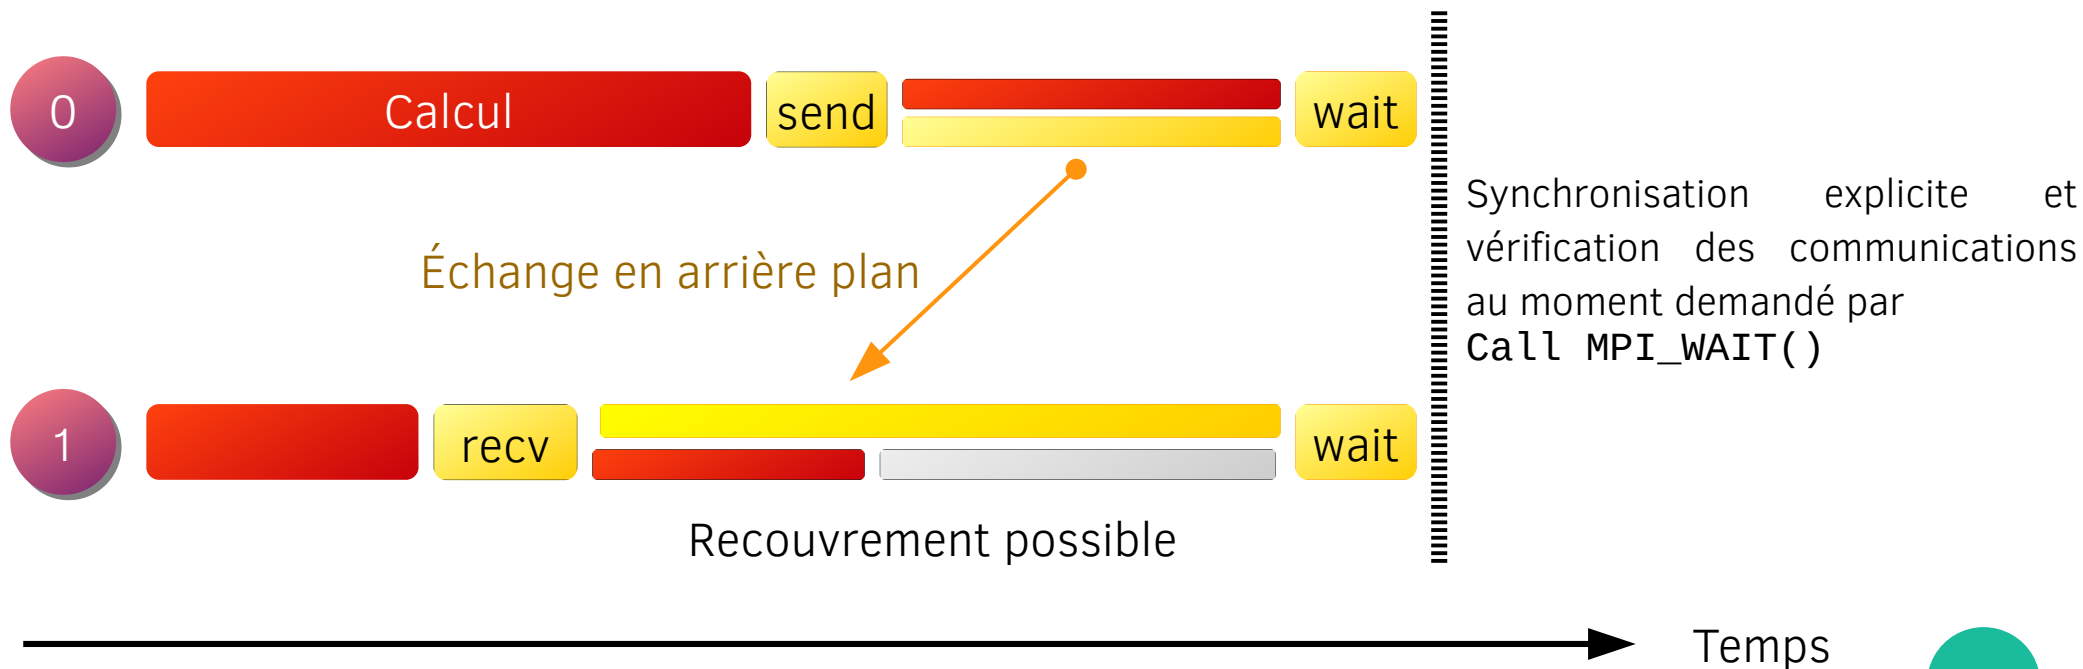 0
Calcul
send
wait
Synchronisation explicite et
vérification des communications
au moment demandé par
Call MPI_WAIT()
Échange en arrière plan
1
recv
wait
Recouvrement possible
Temps